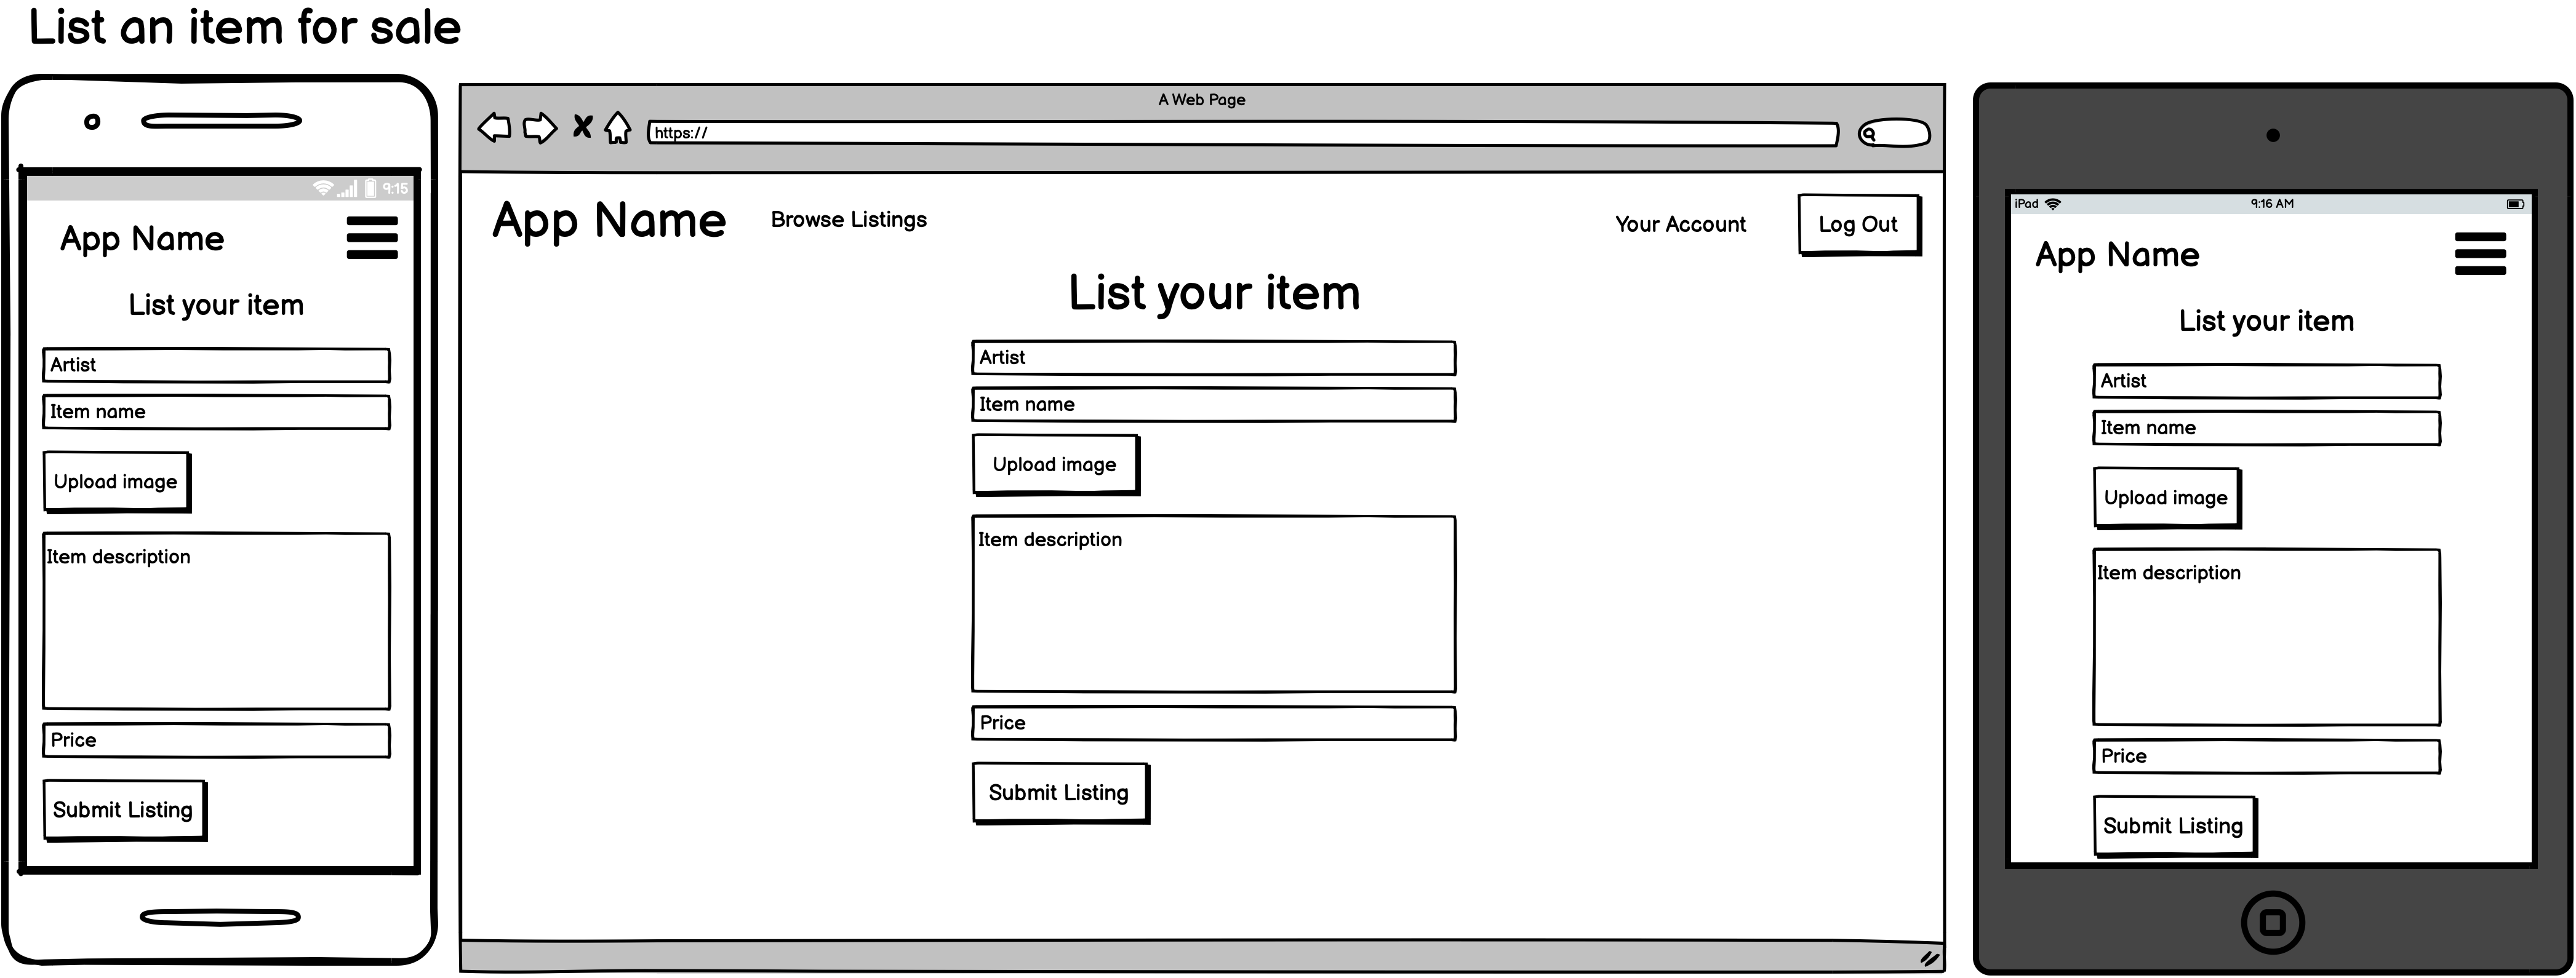 List an item for sale
9:15
App Name
List your item
Artist
Item name
Upload image
Item description
Price
Submit Listing
A Web Page
https://
App Name
Browse Listings
Your Account
Log Out
List your item
Artist
Item name
Upload image
Item description
Price
Submit Listing
iPad
9:16 AM
App Name
List your item
Artist
Item name
Upload image
Item description
Price
Submit Listing